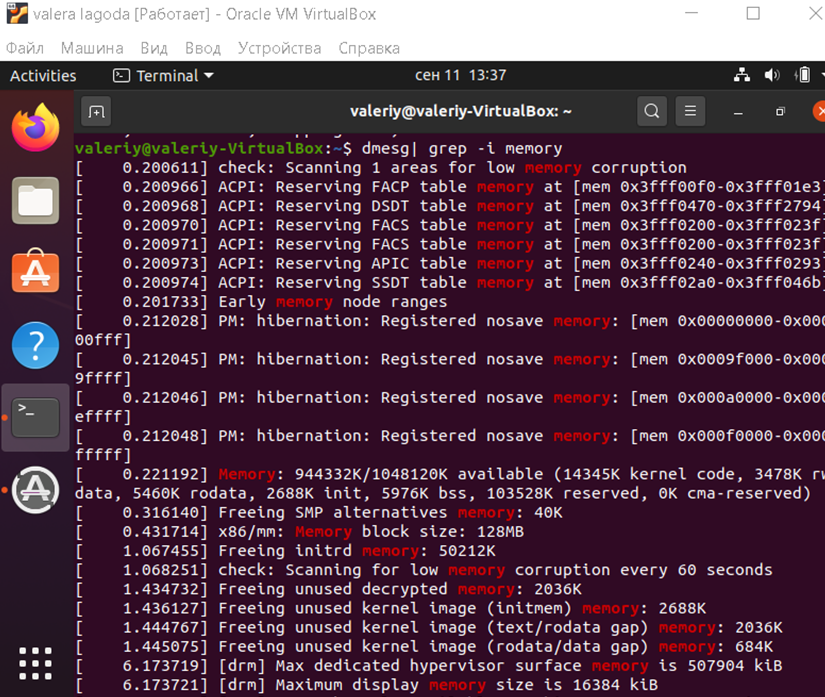 valera lagoda [Работает] - Oracle VM VirtualBox
Файл Машина Вид Ввод Устройства Справка
Activities Terminal сен 11 13:37
valeriy@valeriy-VirtualBox: ~
valeriy@valeriy-VirtualBox:~$ dmesg| grep -i memory
[    0.200611] check: Scanning 1 areas for low memory corruption
[    0.200966] ACPI: Reserving FACP table memory at [mem 0x3fff00f0-0x3fff01e3]
[    0.200968] ACPI: Reserving DSDT table memory at [mem 0x3fff0470-0x3fff2794]
[    0.200970] ACPI: Reserving FACS table memory at [mem 0x3fff0200-0x3fff023f]
[    0.200971] ACPI: Reserving FACS table memory at [mem 0x3fff0200-0x3fff023f]
[    0.200973] ACPI: Reserving APIC table memory at [mem 0x3fff0240-0x3fff0293]
[    0.200974] ACPI: Reserving SSDT table memory at [mem 0x3fff02a0-0x3fff046b]
[    0.201733] Early memory node ranges
[    0.212028] PM: hibernation: Registered nosave memory: [mem 0x00000000-0x000
00fff]
[    0.212045] PM: hibernation: Registered nosave memory: [mem 0x0009f000-0x000
9ffff]
[    0.212046] PM: hibernation: Registered nosave memory: [mem 0x000a0000-0x000
effff]
[    0.212048] PM: hibernation: Registered nosave memory: [mem 0x000f0000-0x000
fffff]
[    0.221192] Memory: 944332K/1048120K available (14345K kernel code, 3478K rw
data, 5460K rodata, 2688K init, 5976K bss, 103528K reserved, 0K cma-reserved)
[    0.316140] Freeing SMP alternatives memory: 40K
[    0.431714] x86/mm: Memory block size: 128MB
[    1.067455] Freeing initrd memory: 50212K
[    1.068251] check: Scanning for low memory corruption every 60 seconds
[    1.434732] Freeing unused decrypted memory: 2036K
[    1.436127] Freeing unused kernel image (initmem) memory: 2688K
[    1.444767] Freeing unused kernel image (text/rodata gap) memory: 2036K
[    1.445075] Freeing unused kernel image (rodata/data gap) memory: 684K
[    6.173719] [drm] Max dedicated hypervisor surface memory is 507904 kiB
[    6.173721] [drm] Maximum display memory size is 16384 kiB